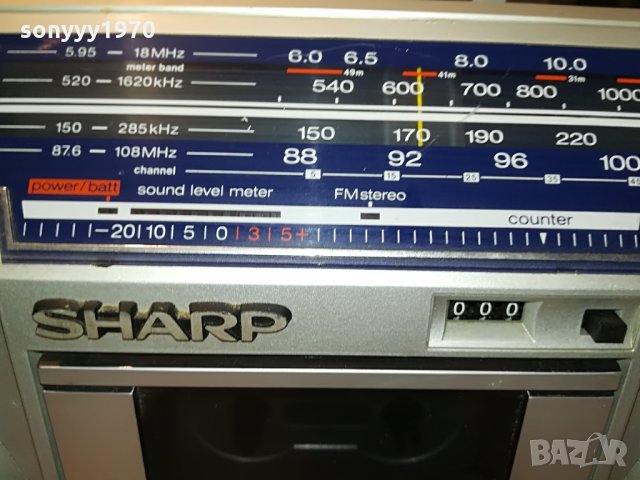 sonyyy1970
5.95 — 18MHz 6.0 6.5 8.0 10.0
meter band 49m 41m 31m
520 — 1620kHz 540 600 700 800 1000
150 — 285kHz 150 170 190 220
87.6 — 108MHz 88 92 96 100
channel 5 15 25 35 45
power/batt sound level meter FM stereo
counter
-20 10 5 0 3 5+
SHARP 000
BAZAR